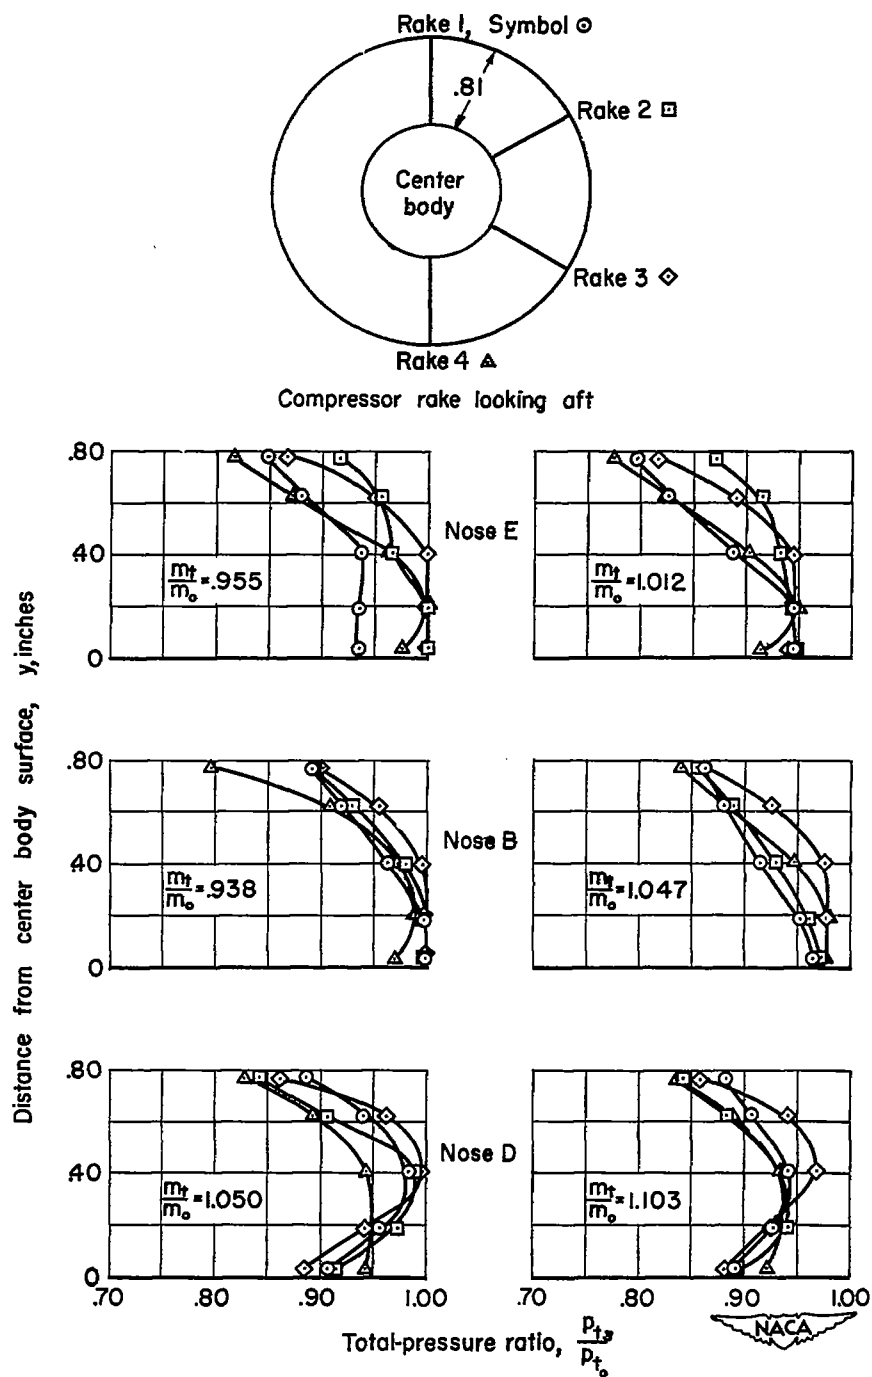 Rake 1, Symbol ⊙
.81
Rake 2 ⊡
Center
body
Rake 3
Rake 4
Compressor rake looking aft
Distance from center body surface, y, inches
.80
.40
0
mt/mo = .955
Nose E
mt/mo = 1.012
.80
.40
0
mt/mo = .938
Nose B
mt/mo = 1.047
.80
.40
0
mt/mo = 1.050
Nose D
mt/mo = 1.103
.70 .80 .90 1.00 .70 .80 .90 1.00
Total-pressure ratio, pt3/pto
NACA